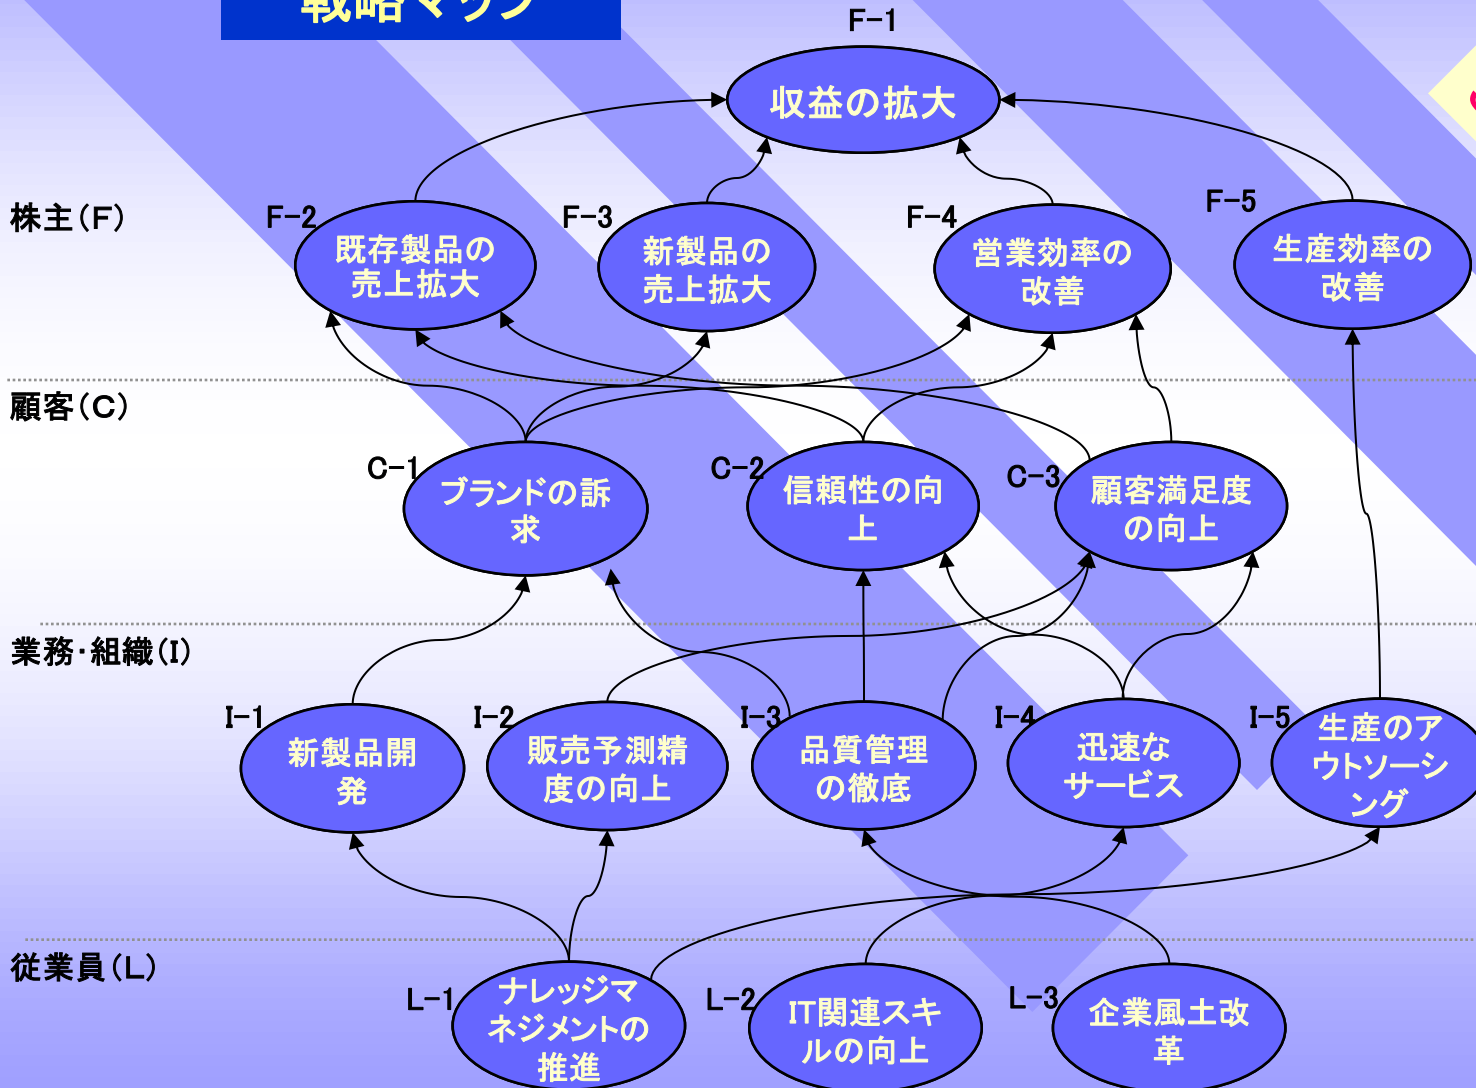 戦略マップ
F-1
収益の拡大
株主(F)
F-2
既存製品の
売上拡大
F-3
新製品の
売上拡大
F-4
営業効率の
改善
F-5
生産効率の
改善
顧客(C)
C-1
ブランドの訴
求
C-2
信頼性の向
上
C-3
顧客満足度
の向上
業務・組織(I)
I-1
新製品開
発
I-2
販売予測精
度の向上
I-3
品質管理
の徹底
I-4
迅速な
サービス
I-5
生産のア
ウトソーシ
ング
従業員(L)
L-1
ナレッジマ
ネジメントの
推進
L-2
IT関連スキ
ルの向上
L-3
企業風土改
革